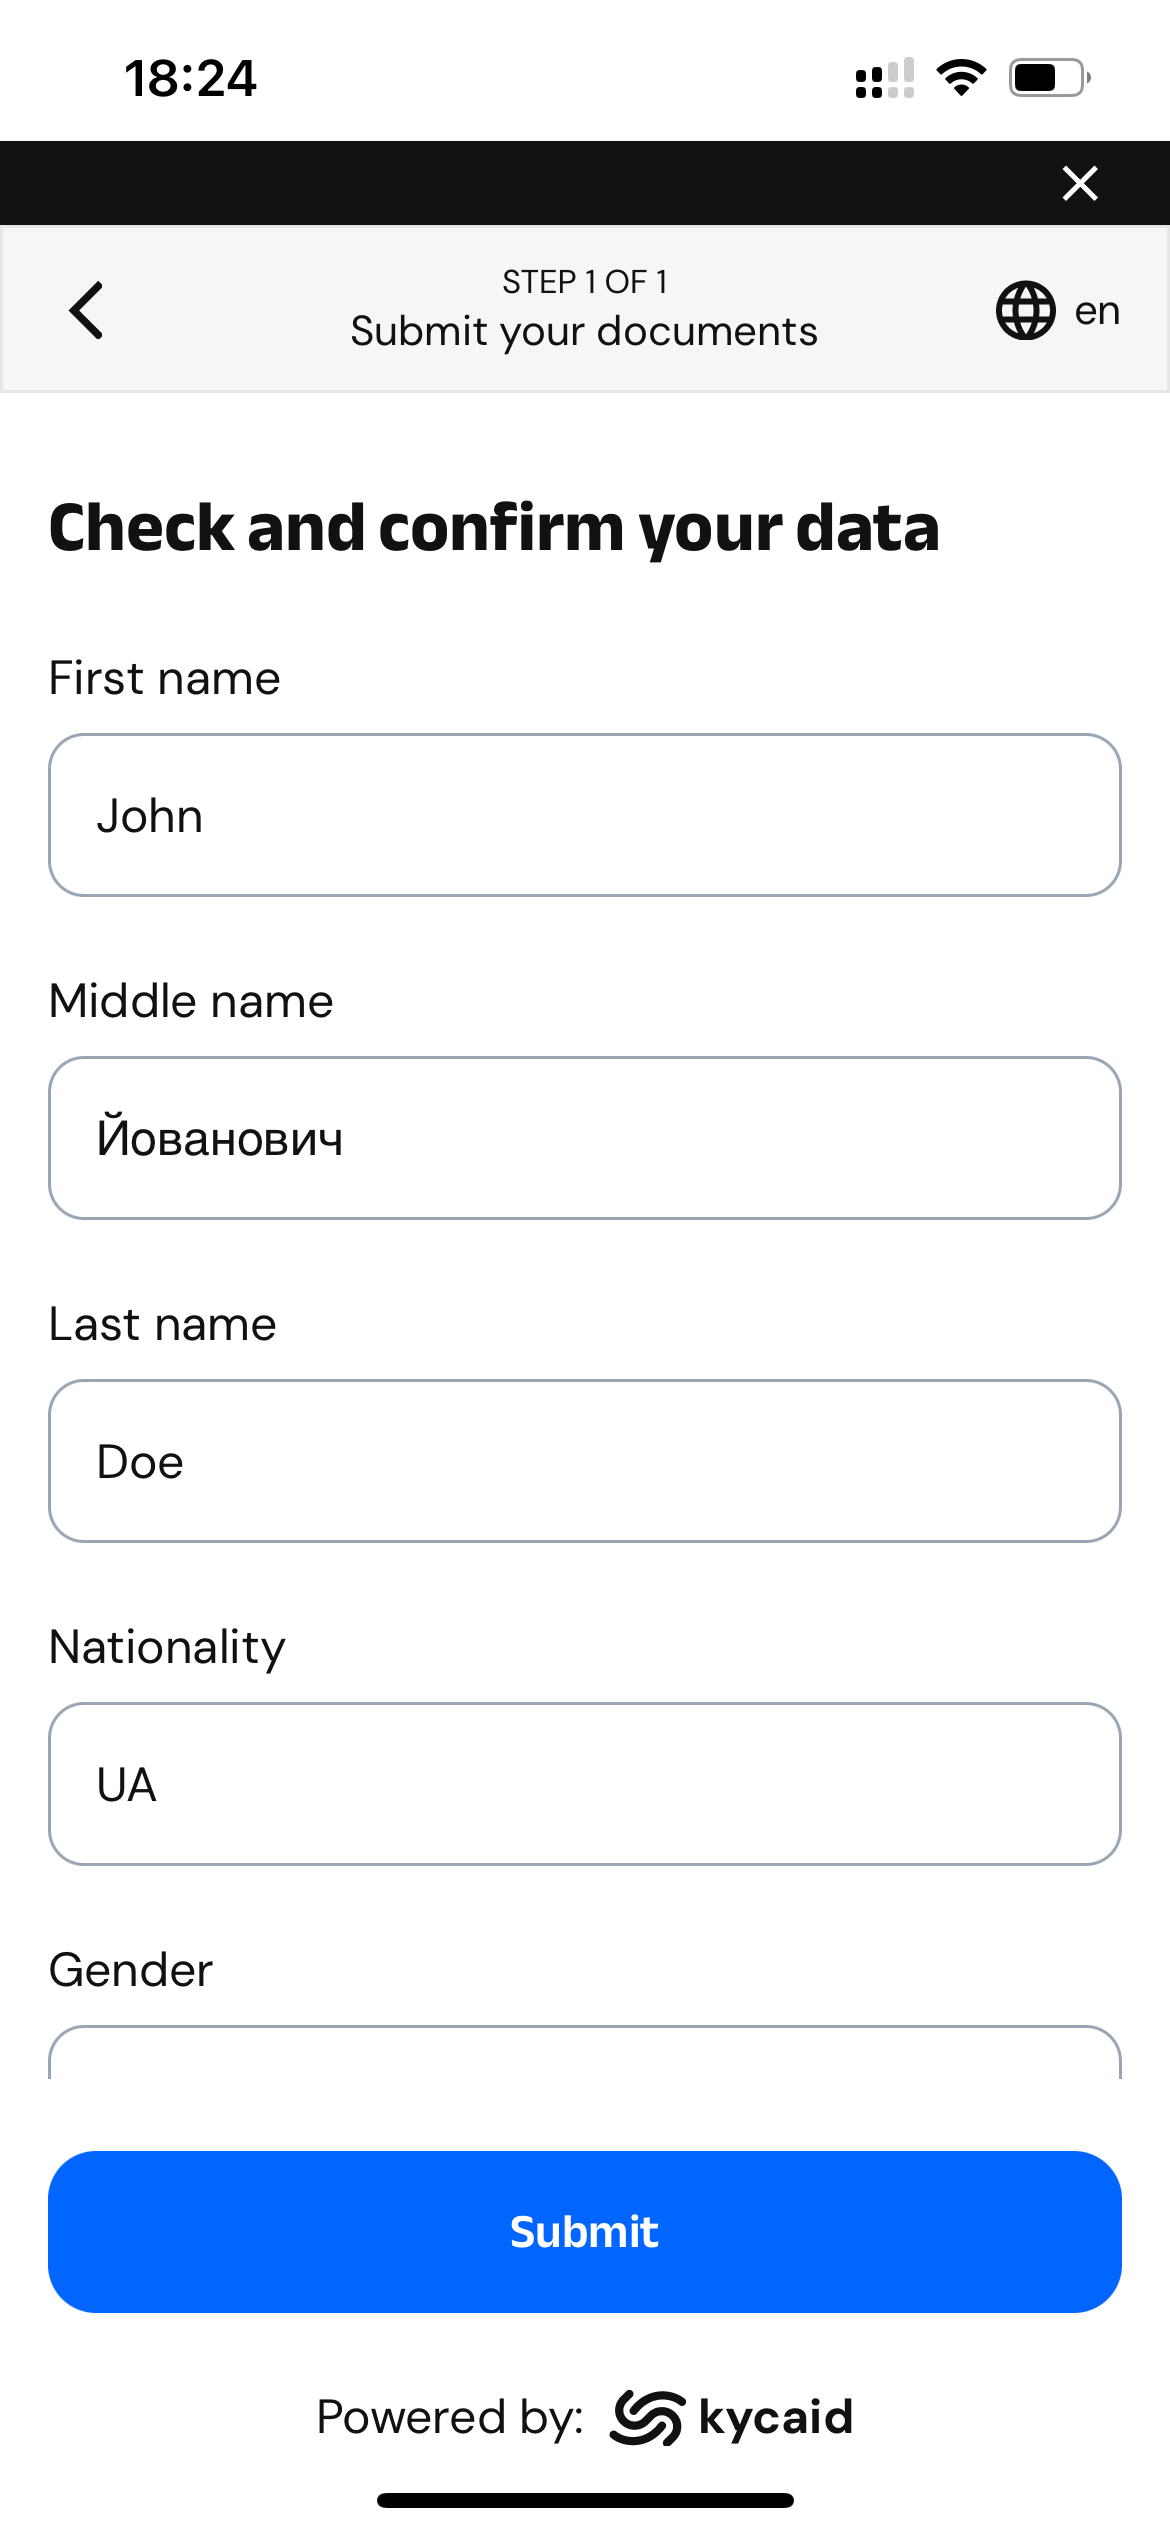 18:24
STEP 1 OF 1
Submit your documents
en
Check and confirm your data
First name
John
Middle name
Йованович
Last name
Doe
Nationality
UA
Gender
Submit
Powered by: kycaid